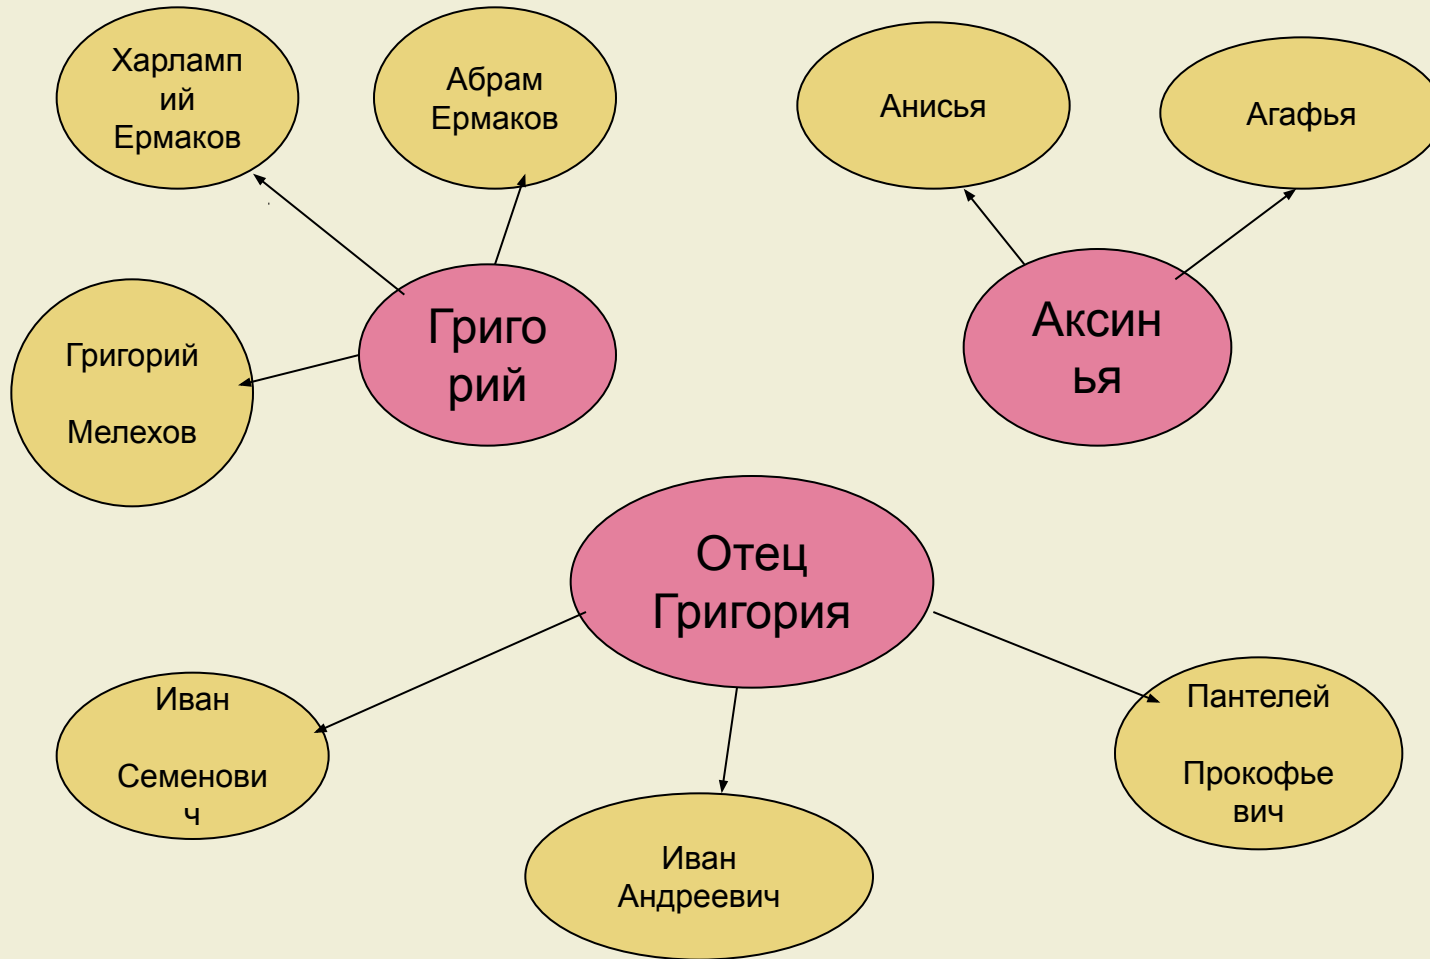 Харламп
ий
Ермаков
Абрам
Ермаков
Анисья
Агафья
Григо
рий
Аксин
ья
Григорий
Мелехов
Отец
Григория
Иван
Семенови
ч
Иван
Андреевич
Пантелей
Прокофье
вич